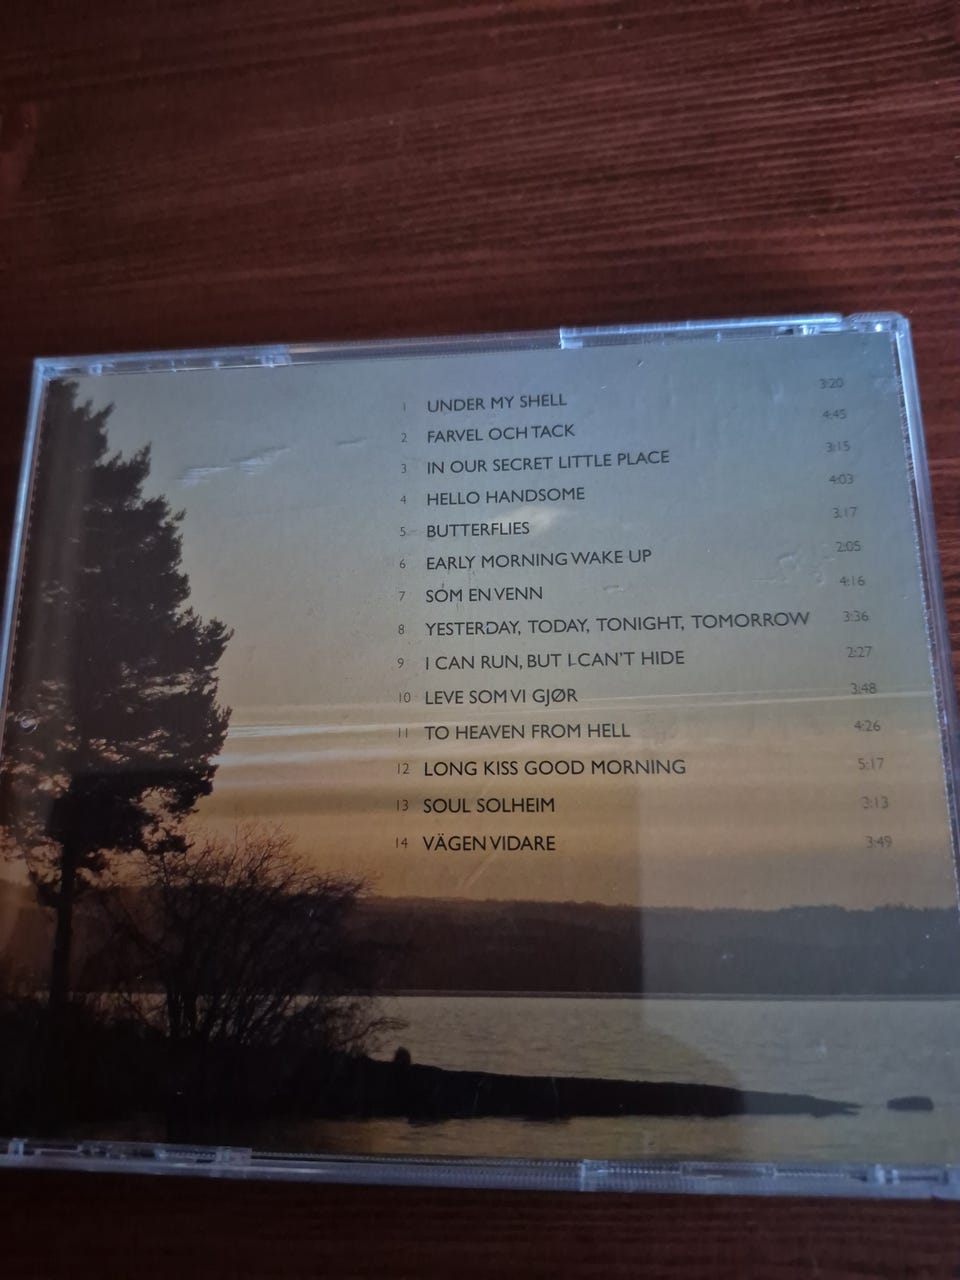 1 UNDER MY SHELL 3:20
2 FARVEL OCH TACK 4:45
3 IN OUR SECRET LITTLE PLACE 3:15
4 HELLO HANDSOME 4:03
5 BUTTERFLIES 3:17
6 EARLY MORNING WAKE UP 2:05
7 SOM EN VENN 4:16
8 YESTERDAY, TODAY, TONIGHT, TOMORROW 3:36
9 I CAN RUN, BUT I CAN'T HIDE 2:27
10 LEVE SOM VI GJØR 3:48
11 TO HEAVEN FROM HELL 4:26
12 LONG KISS GOOD MORNING 5:17
13 SOUL SOLHEIM 3:13
14 VÄGEN VIDARE 3:49